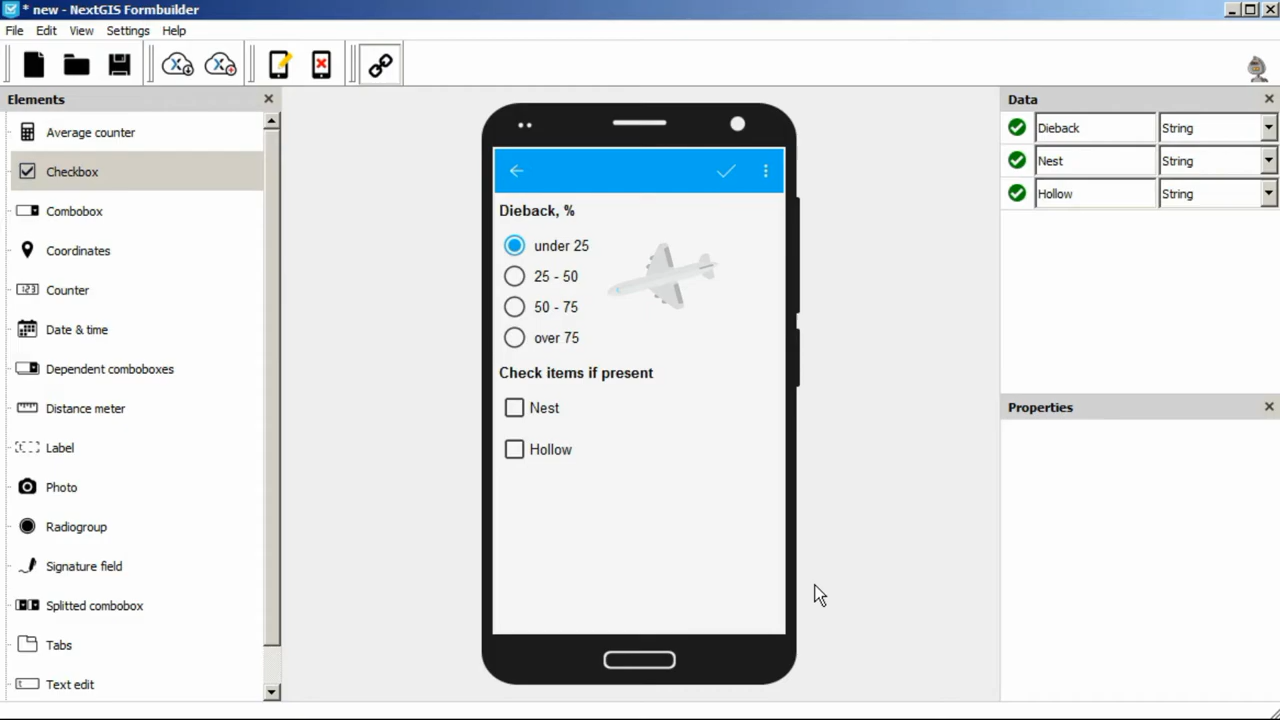 * new - NextGIS Formbuilder
File Edit View Settings Help
Elements
Average counter
Checkbox
Combobox
Coordinates
Counter
Date & time
Dependent comboboxes
Distance meter
Label
Photo
Radiogroup
Signature field
Splitted combobox
Tabs
Text edit
Dieback, %
under 25
25 - 50
50 - 75
over 75
Check items if present
Nest
Hollow
Data
Dieback String
Nest String
Hollow String
Properties